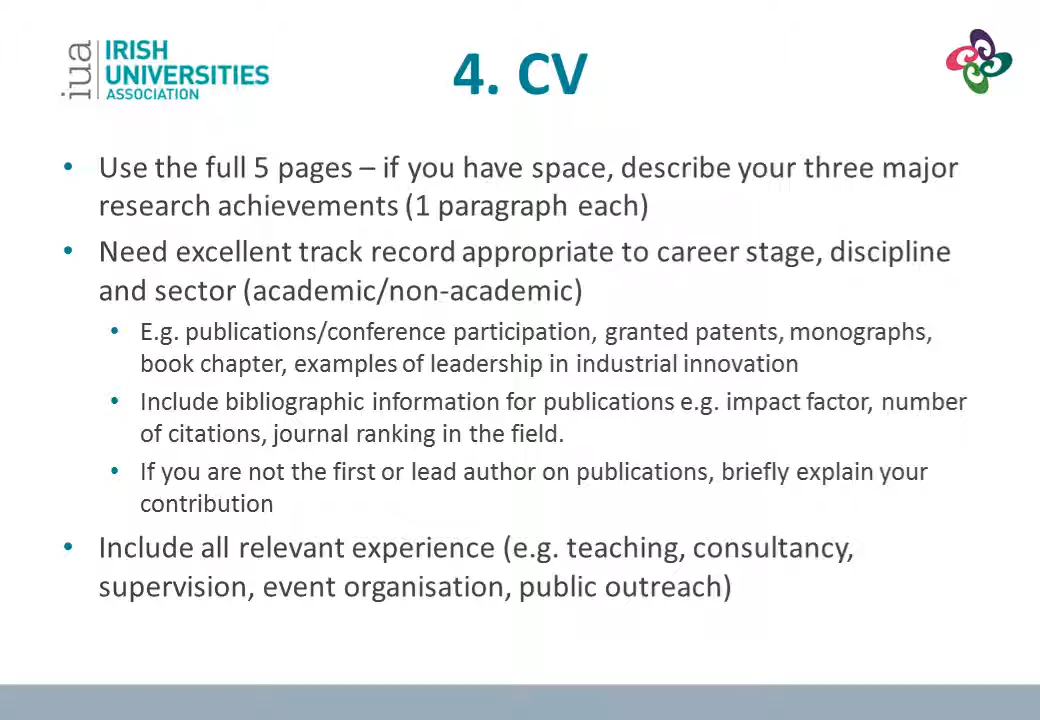 iua
IRISH
UNIVERSITIES
ASSOCIATION
4. CV
• Use the full 5 pages – if you have space, describe your three major
research achievements (1 paragraph each)
• Need excellent track record appropriate to career stage, discipline
and sector (academic/non-academic)
• E.g. publications/conference participation, granted patents, monographs,
book chapter, examples of leadership in industrial innovation
• Include bibliographic information for publications e.g. impact factor, number
of citations, journal ranking in the field.
• If you are not the first or lead author on publications, briefly explain your
contribution
• Include all relevant experience (e.g. teaching, consultancy,
supervision, event organisation, public outreach)